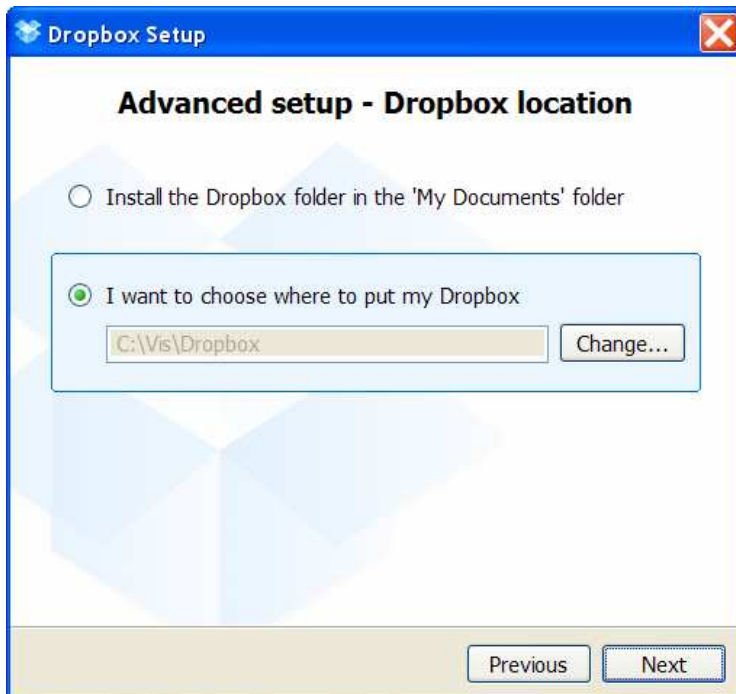 Dropbox Setup
Advanced setup - Dropbox location
Install the Dropbox folder in the 'My Documents' folder
I want to choose where to put my Dropbox
C:\Vis\Dropbox
Change...
Previous
Next